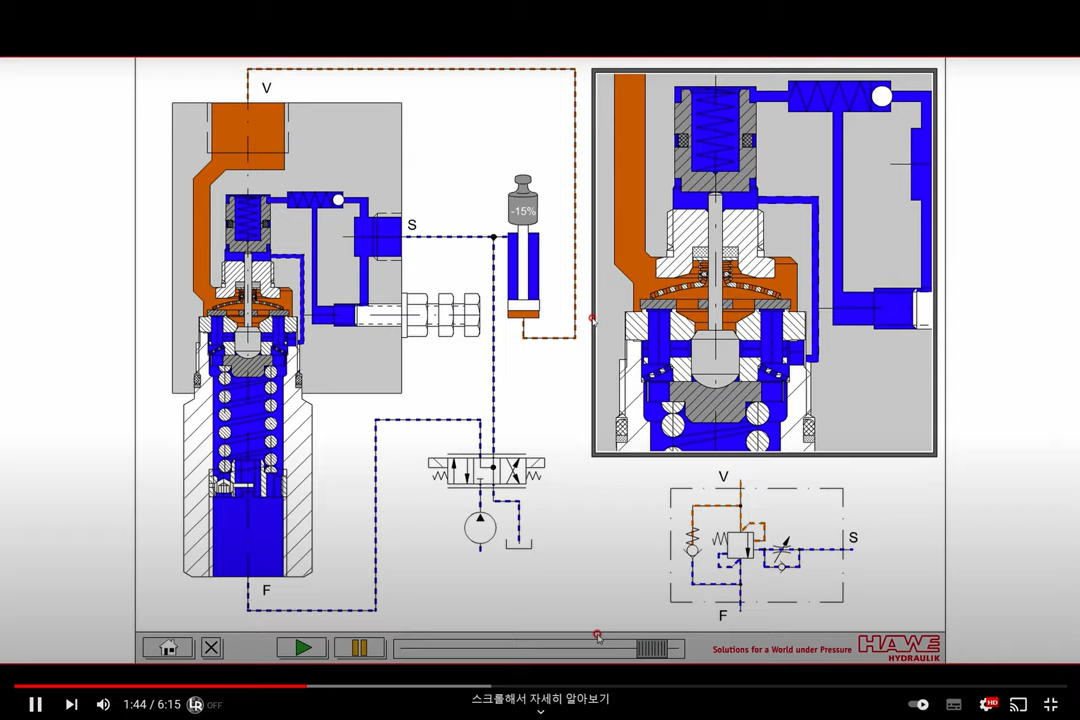 V
-15%
S
F
V
S
F
Solutions for a World under Pressure
HAWE
HYDRAULIK
1:44 / 6:15
OFF
스크롤해서 자세히 알아보기
HD